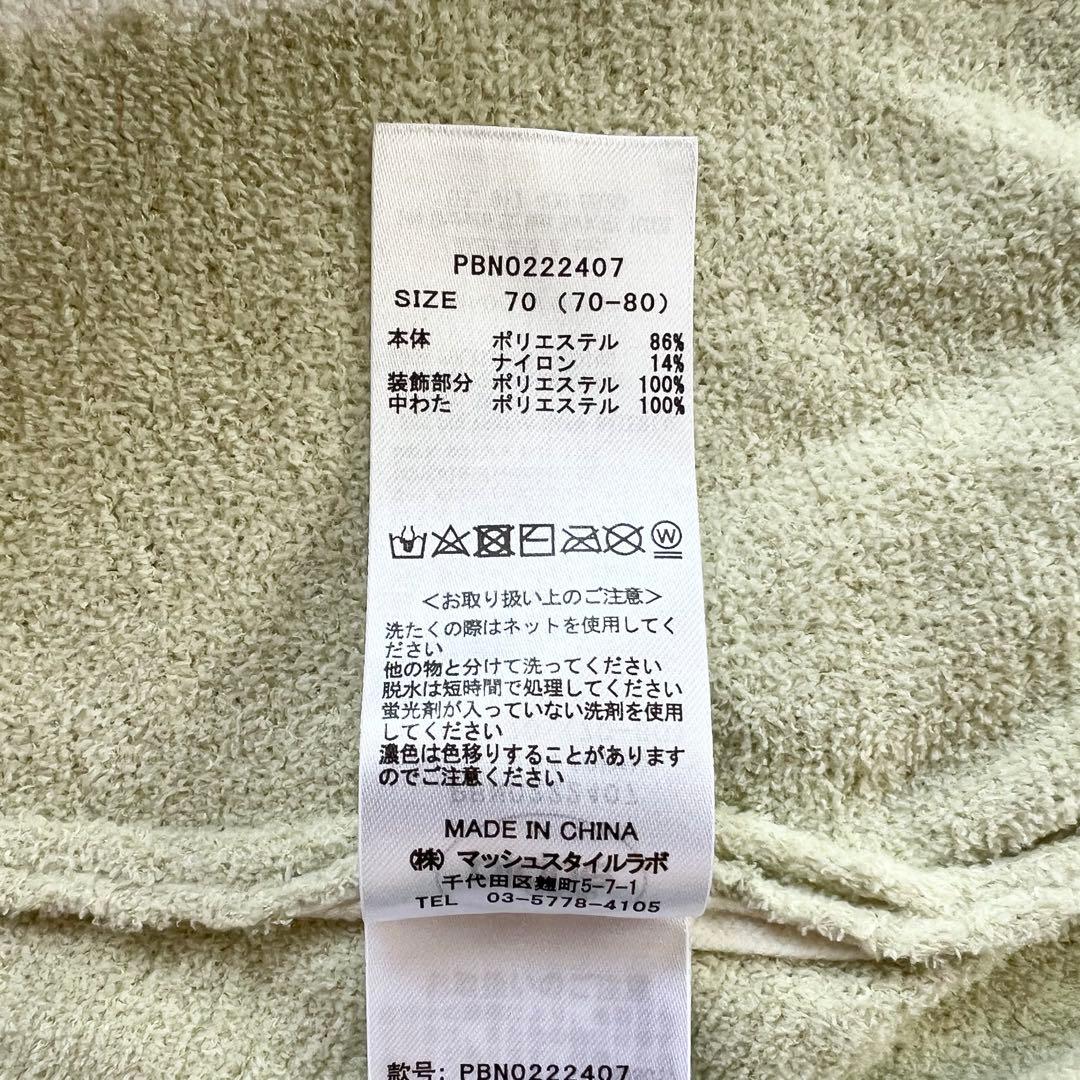 PBN0222407
SIZE 70 (70-80)
本体 ポリエステル 86%
ナイロン 14%
装飾部分 ポリエステル 100%
中わた ポリエステル 100%
W
<お取り扱い上のご注意>
洗たくの際はネットを使用してく
ださい
他の物と分けて洗ってください
脱水は短時間で処理してください
蛍光剤が入っていない洗剤を使用
してください
濃色は色移りすることがあります
のでご注意ください
MADE IN CHINA
(株) マッシュスタイルラボ
千代田区麹町5-7-1
TEL 03-5778-4105
款号: PBN0222407